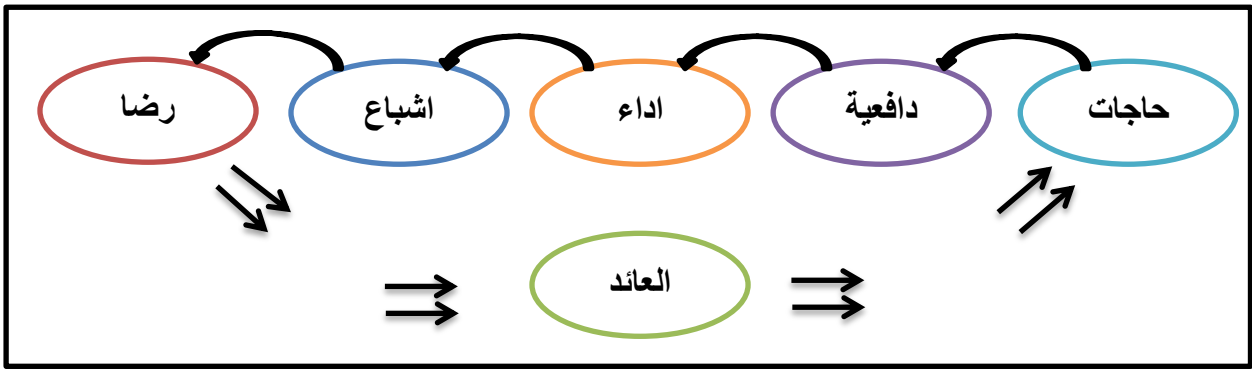 حاجات
دافعية
اداء
اشباع
رضا
العائد